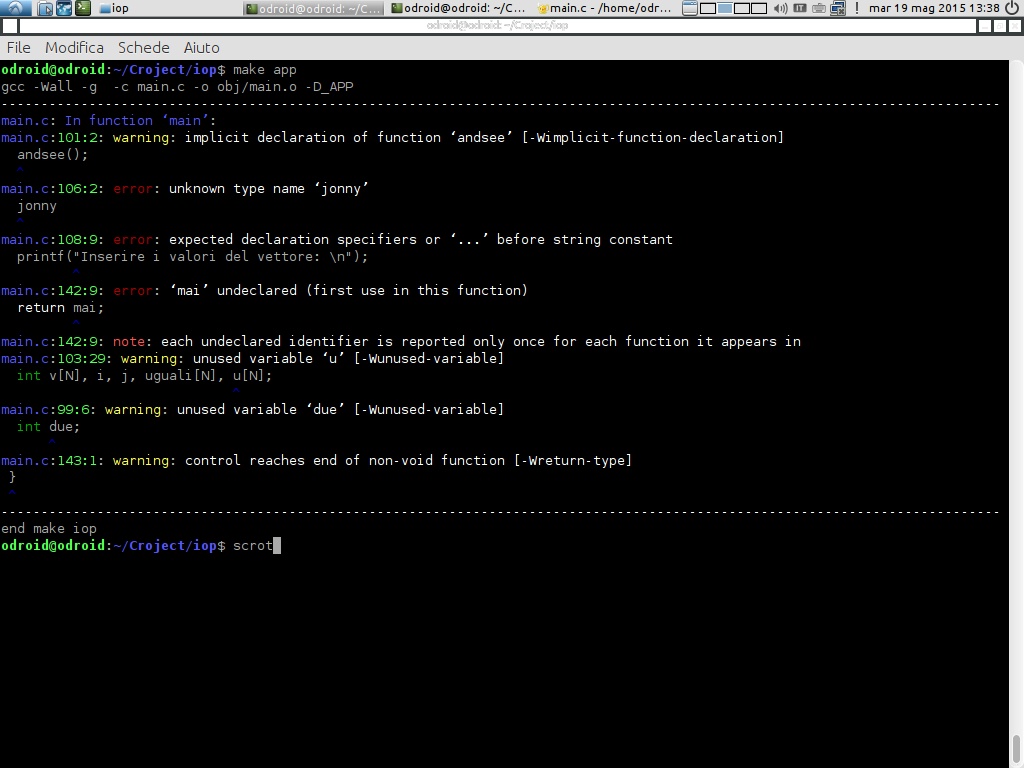 iop
odroid@odroid: ~/C...
odroid@odroid: ~/C...
main.c - /home/odr...
IT
mar 19 mag 2015 13:38
odroid@odroid: ~/Croject/iop
File Modifica Schede Aiuto
odroid@odroid:~/Croject/iop$ make app
gcc -Wall -g  -c main.c -o obj/main.o -D_APP
-----------------------------------------------------------------------------------------------------------------------------
main.c: In function ‘main’:
main.c:101:2: warning: implicit declaration of function ‘andsee’ [-Wimplicit-function-declaration]
  andsee();
  ^
main.c:106:2: error: unknown type name ‘jonny’
  jonny
  ^
main.c:108:9: error: expected declaration specifiers or ‘...’ before string constant
  printf("Inserire i valori del vettore: \n");
         ^
main.c:142:9: error: ‘mai’ undeclared (first use in this function)
  return mai;
         ^
main.c:142:9: note: each undeclared identifier is reported only once for each function it appears in
main.c:103:29: warning: unused variable ‘u’ [-Wunused-variable]
  int v[N], i, j, uguali[N], u[N];
                             ^
main.c:99:6: warning: unused variable ‘due’ [-Wunused-variable]
  int due;
      ^
main.c:143:1: warning: control reaches end of non-void function [-Wreturn-type]
 }
 ^
-----------------------------------------------------------------------------------------------------------------------------
end make iop
odroid@odroid:~/Croject/iop$ scrot